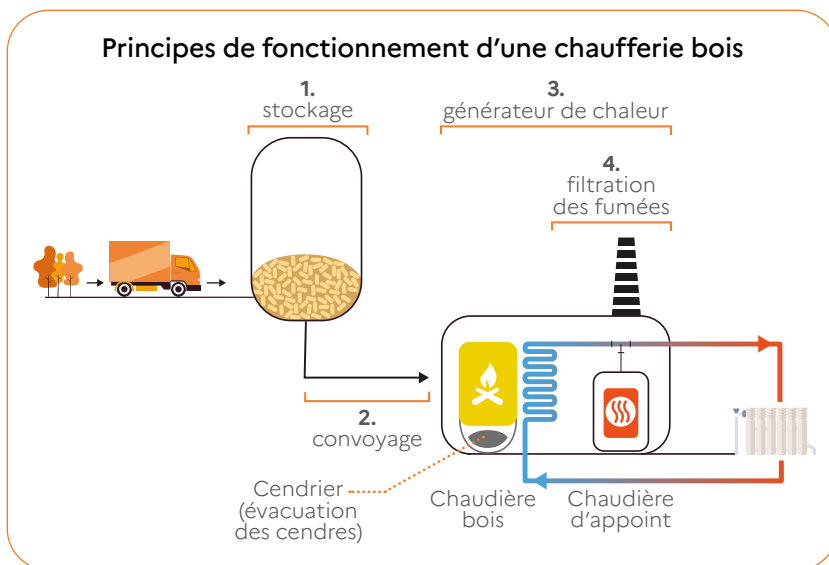 Principes de fonctionnement d’une chaufferie bois
1.
stockage
3.
générateur de chaleur
4.
filtration
des fumées
2.
convoyage
Cendrier
(évacuation
des cendres)
Chaudière
bois
Chaudière
d’appoint